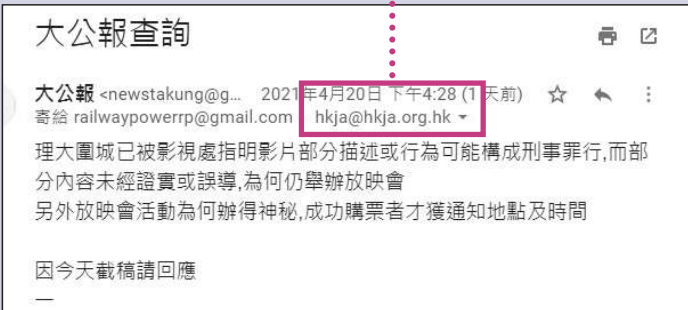 大公報查詢
大公報 <newstakung@g... 2021年4月20日 下午4:28 (1 天前)
寄給 railwaypowerrp@gmail.com hkja@hkja.org.hk
理大圍城已被影視處指明影片部分描述或行為可能構成刑事罪行,而部
分內容未經證實或誤導,為何仍舉辦放映會
另外放映會活動為何辦得神秘,成功購票者才獲通知地點及時間
因今天截稿請回應
—